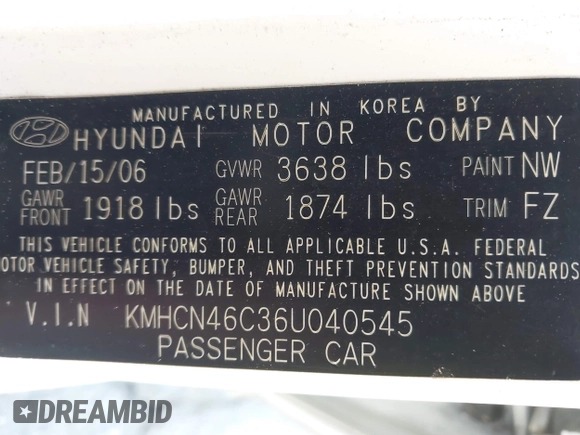 MANUFACTURED IN KOREA BY
HYUNDAI MOTOR COMPANY
FEB/15/06 GVWR 3638 lbs PAINT NW
GAWR FRONT 1918 lbs GAWR REAR 1874 lbs TRIM FZ
THIS VEHICLE CONFORMS TO ALL APPLICABLE U.S.A. FEDERAL
MOTOR VEHICLE SAFETY, BUMPER, AND THEFT PREVENTION STANDARDS
IN EFFECT ON THE DATE OF MANUFACTURE SHOWN ABOVE
V.I.N KMHCN46C36U040545
PASSENGER CAR
DREAMBID